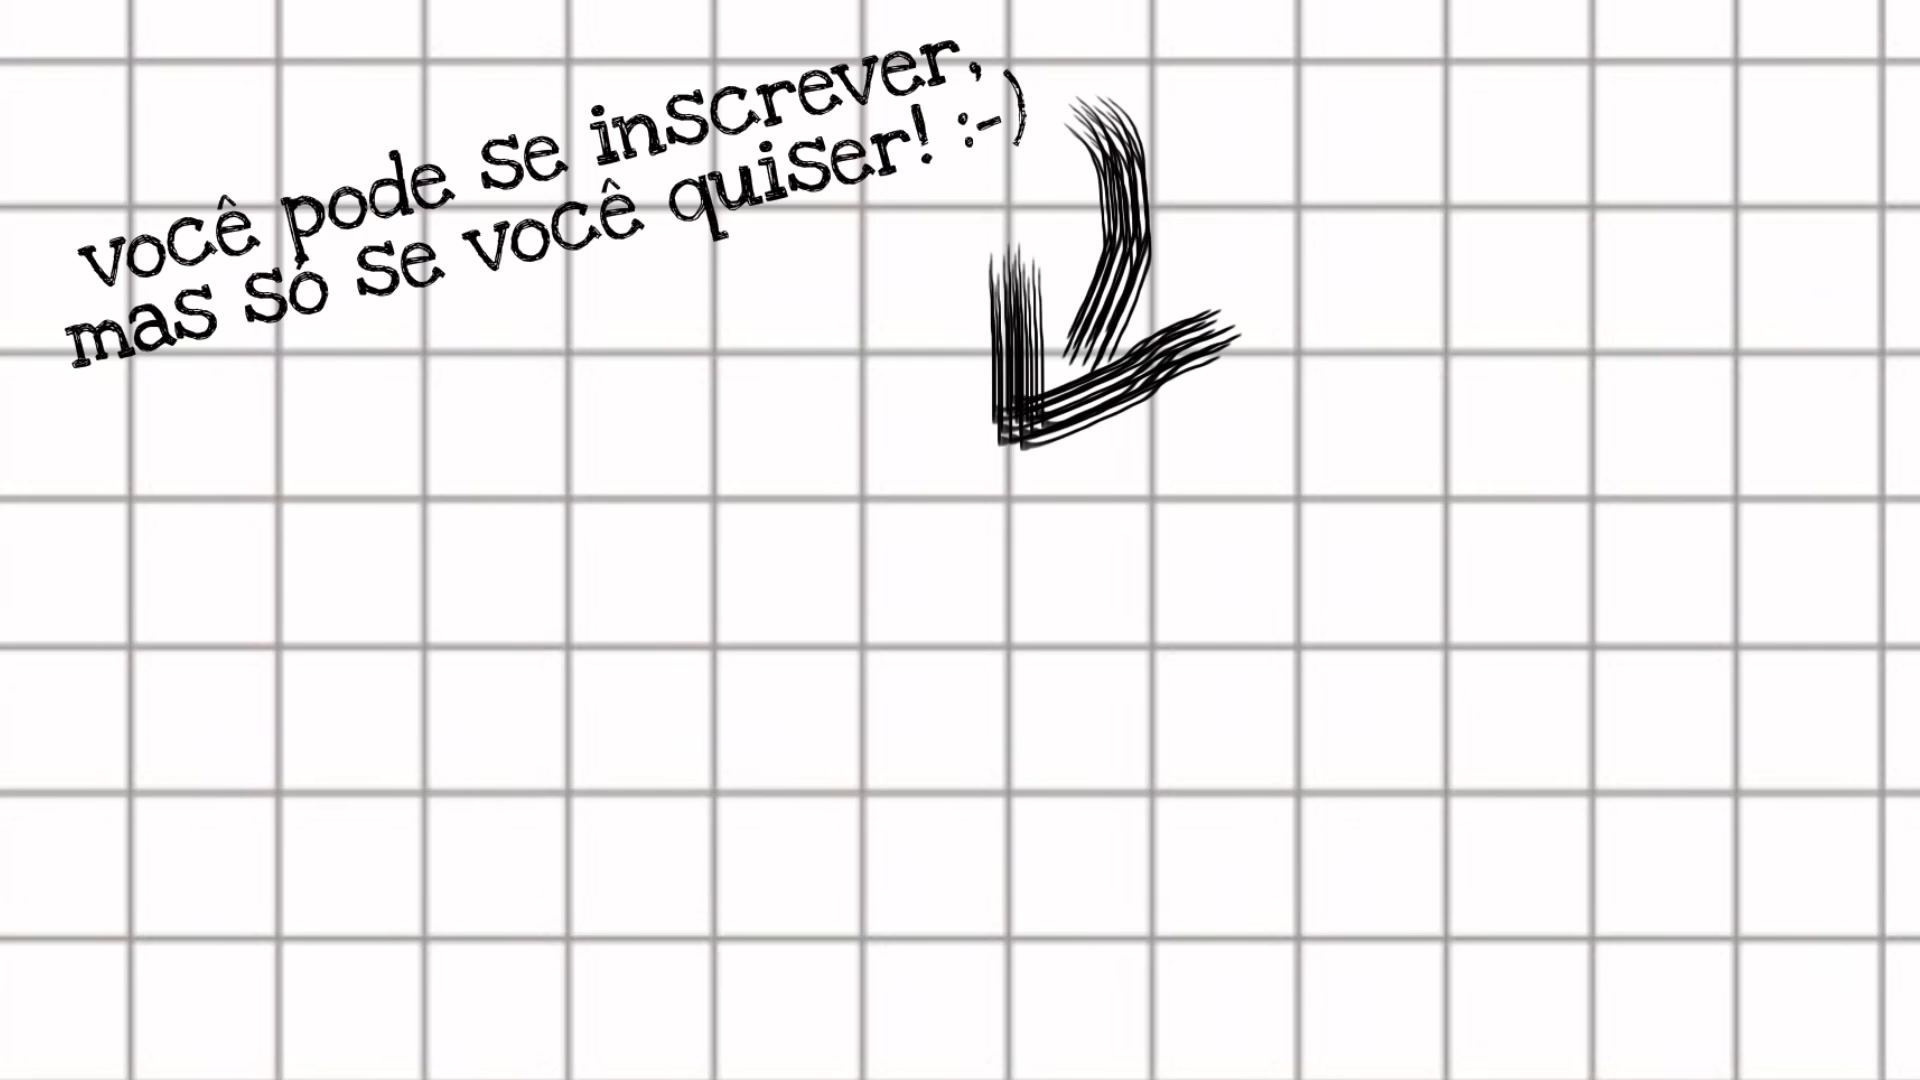 você pode se inscrever,
mas só se você quiser! :-)